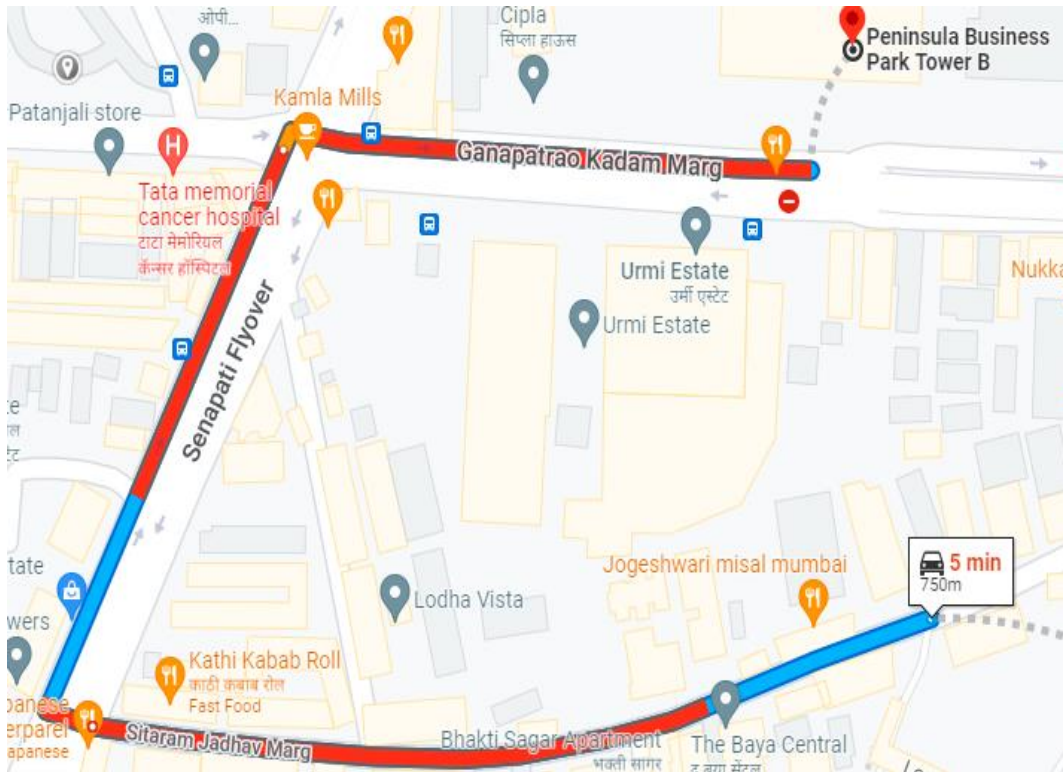 ओपी...
Cipla
सिप्ला हाऊस
Peninsula Business
Park Tower B
Patanjali store
Kamla Mills
H
Ganapatrao Kadam Marg
Tata memorial
cancer hospital
टाटा मेमोरियल
कॅन्सर हॉस्पिटल
Urmi Estate
उर्मी एस्टेट
Nukka
Urmi Estate
Senapati Flyover
tate
Jogeshwari misal mumbai
5 min
750m
Lodha Vista
wers
Kathi Kabab Roll
काठी कबाब रोल
Fast Food
panese
erparel
apanese
Sitaram Jadhav Marg
Bhakti Sagar Apartment
भक्ती सागर
The Baya Central
द बया सेंट्रल